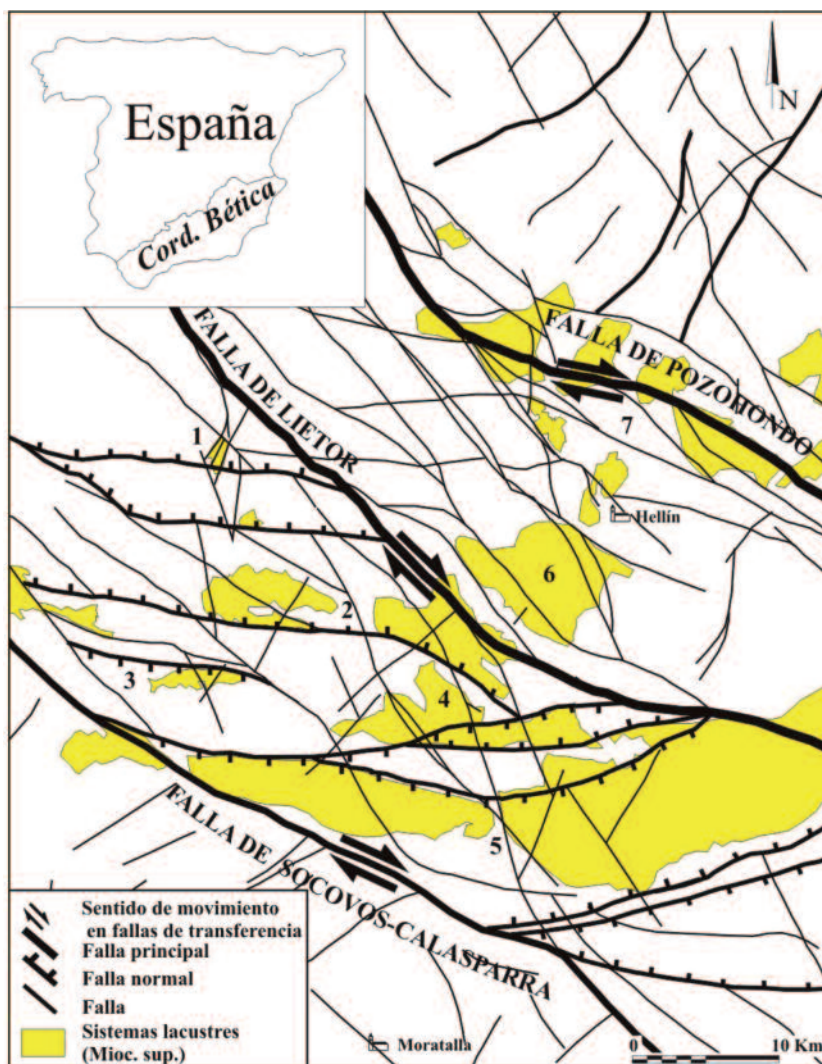 España
Cord. Bética
N
FALLA DE LIETOR
FALLA DE POZOHONDO
1
7
Hellín
6
2
3
4
5
FALLA DE SOCOVOS-CALASPARRA
Sentido de movimiento
en fallas de transferencia
Falla principal
Falla normal
Falla
Sistemas lacustres
(Mioc. sup.)
Moratalla
0 10 Km